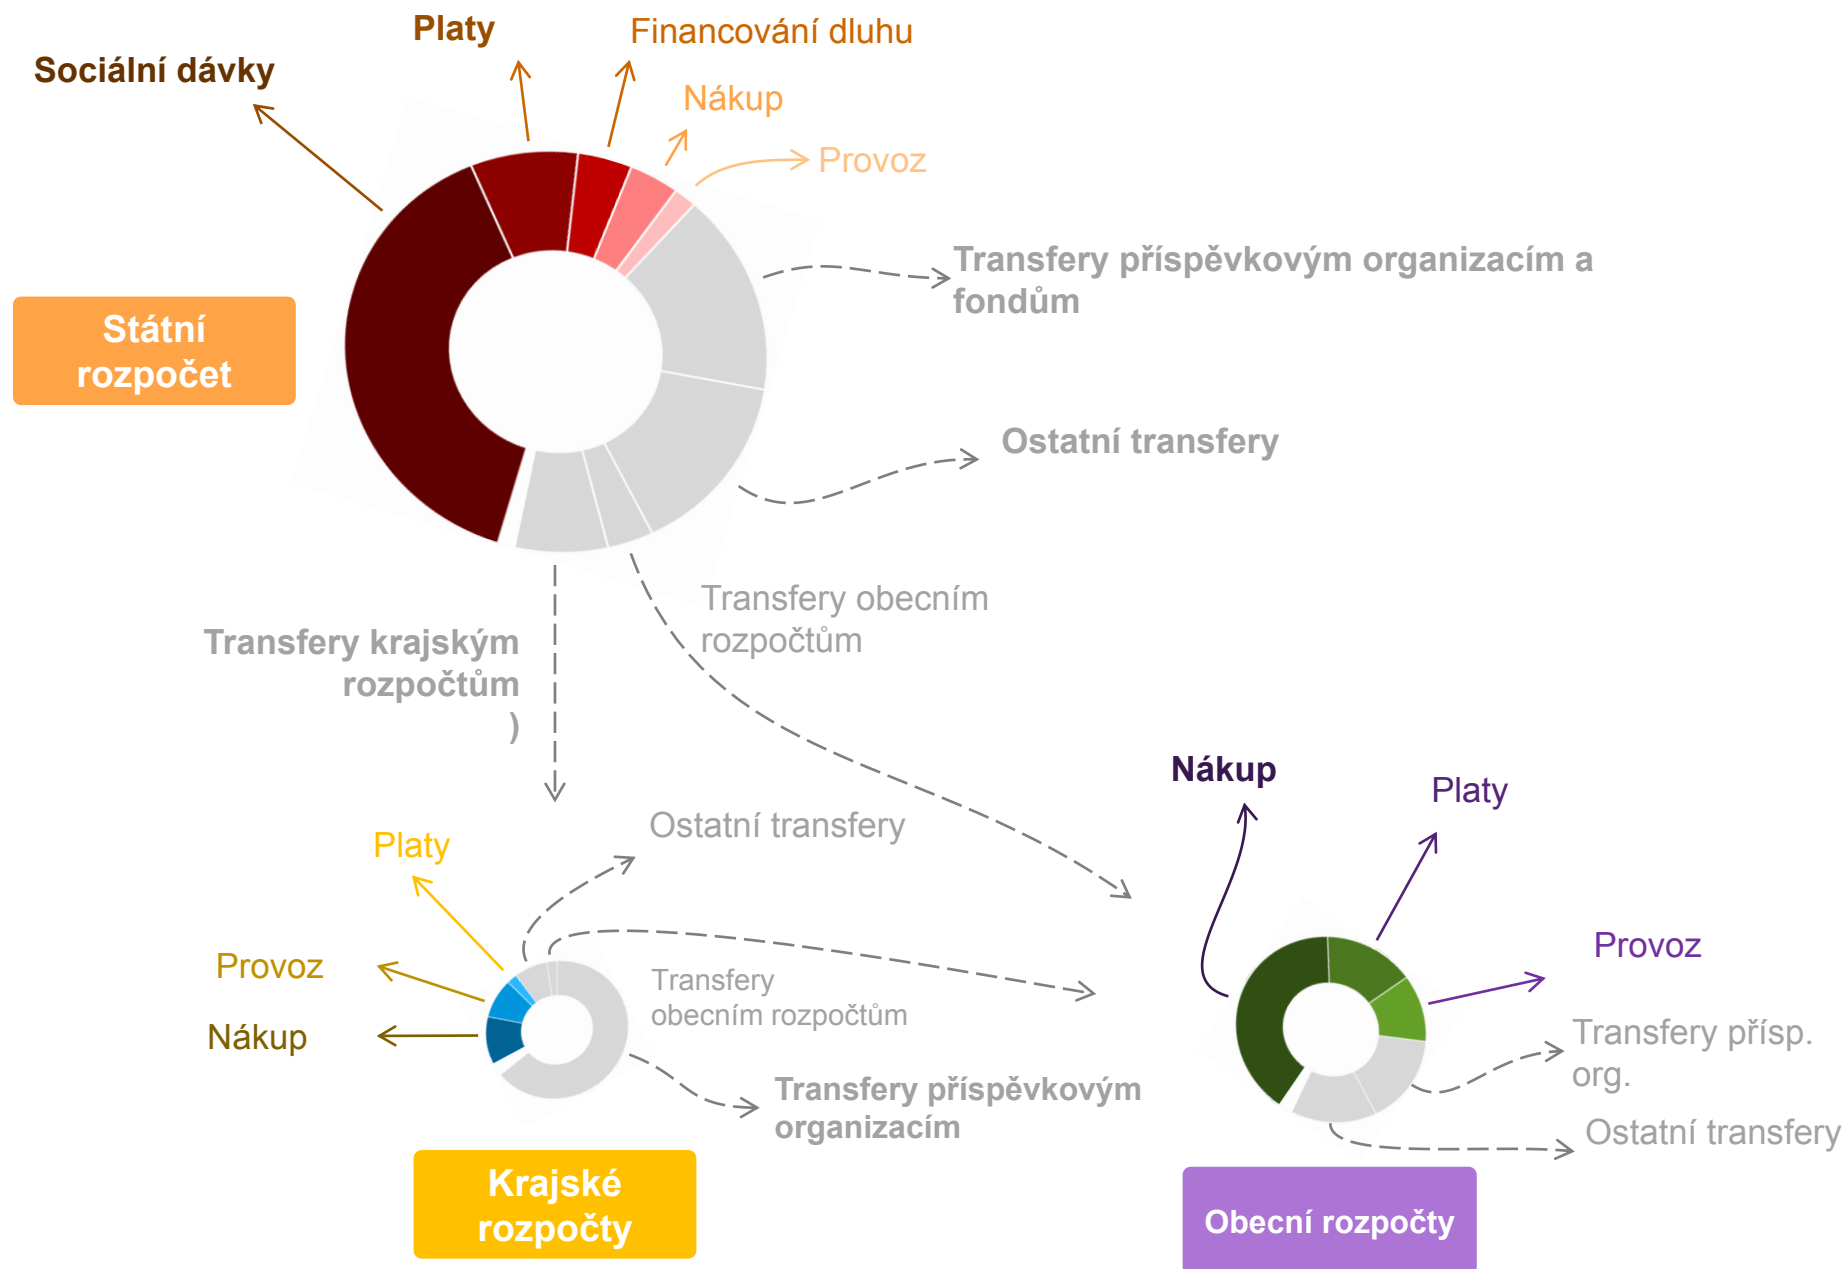 Platy
Financování dluhu
Sociální dávky
Nákup
Provoz
Transfery příspěvkovým organizacím a
fondům
Státní
rozpočet
Ostatní transfery
Transfery obecním
rozpočtům
Transfery krajským
rozpočtům
)
Nákup
Platy
Ostatní transfery
Platy
Provoz
Provoz
Transfery
obecním rozpočtům
Nákup
Transfery přísp.
org.
Transfery příspěvkovým
organizacím
Ostatní transfery
Krajské
rozpočty
Obecní rozpočty